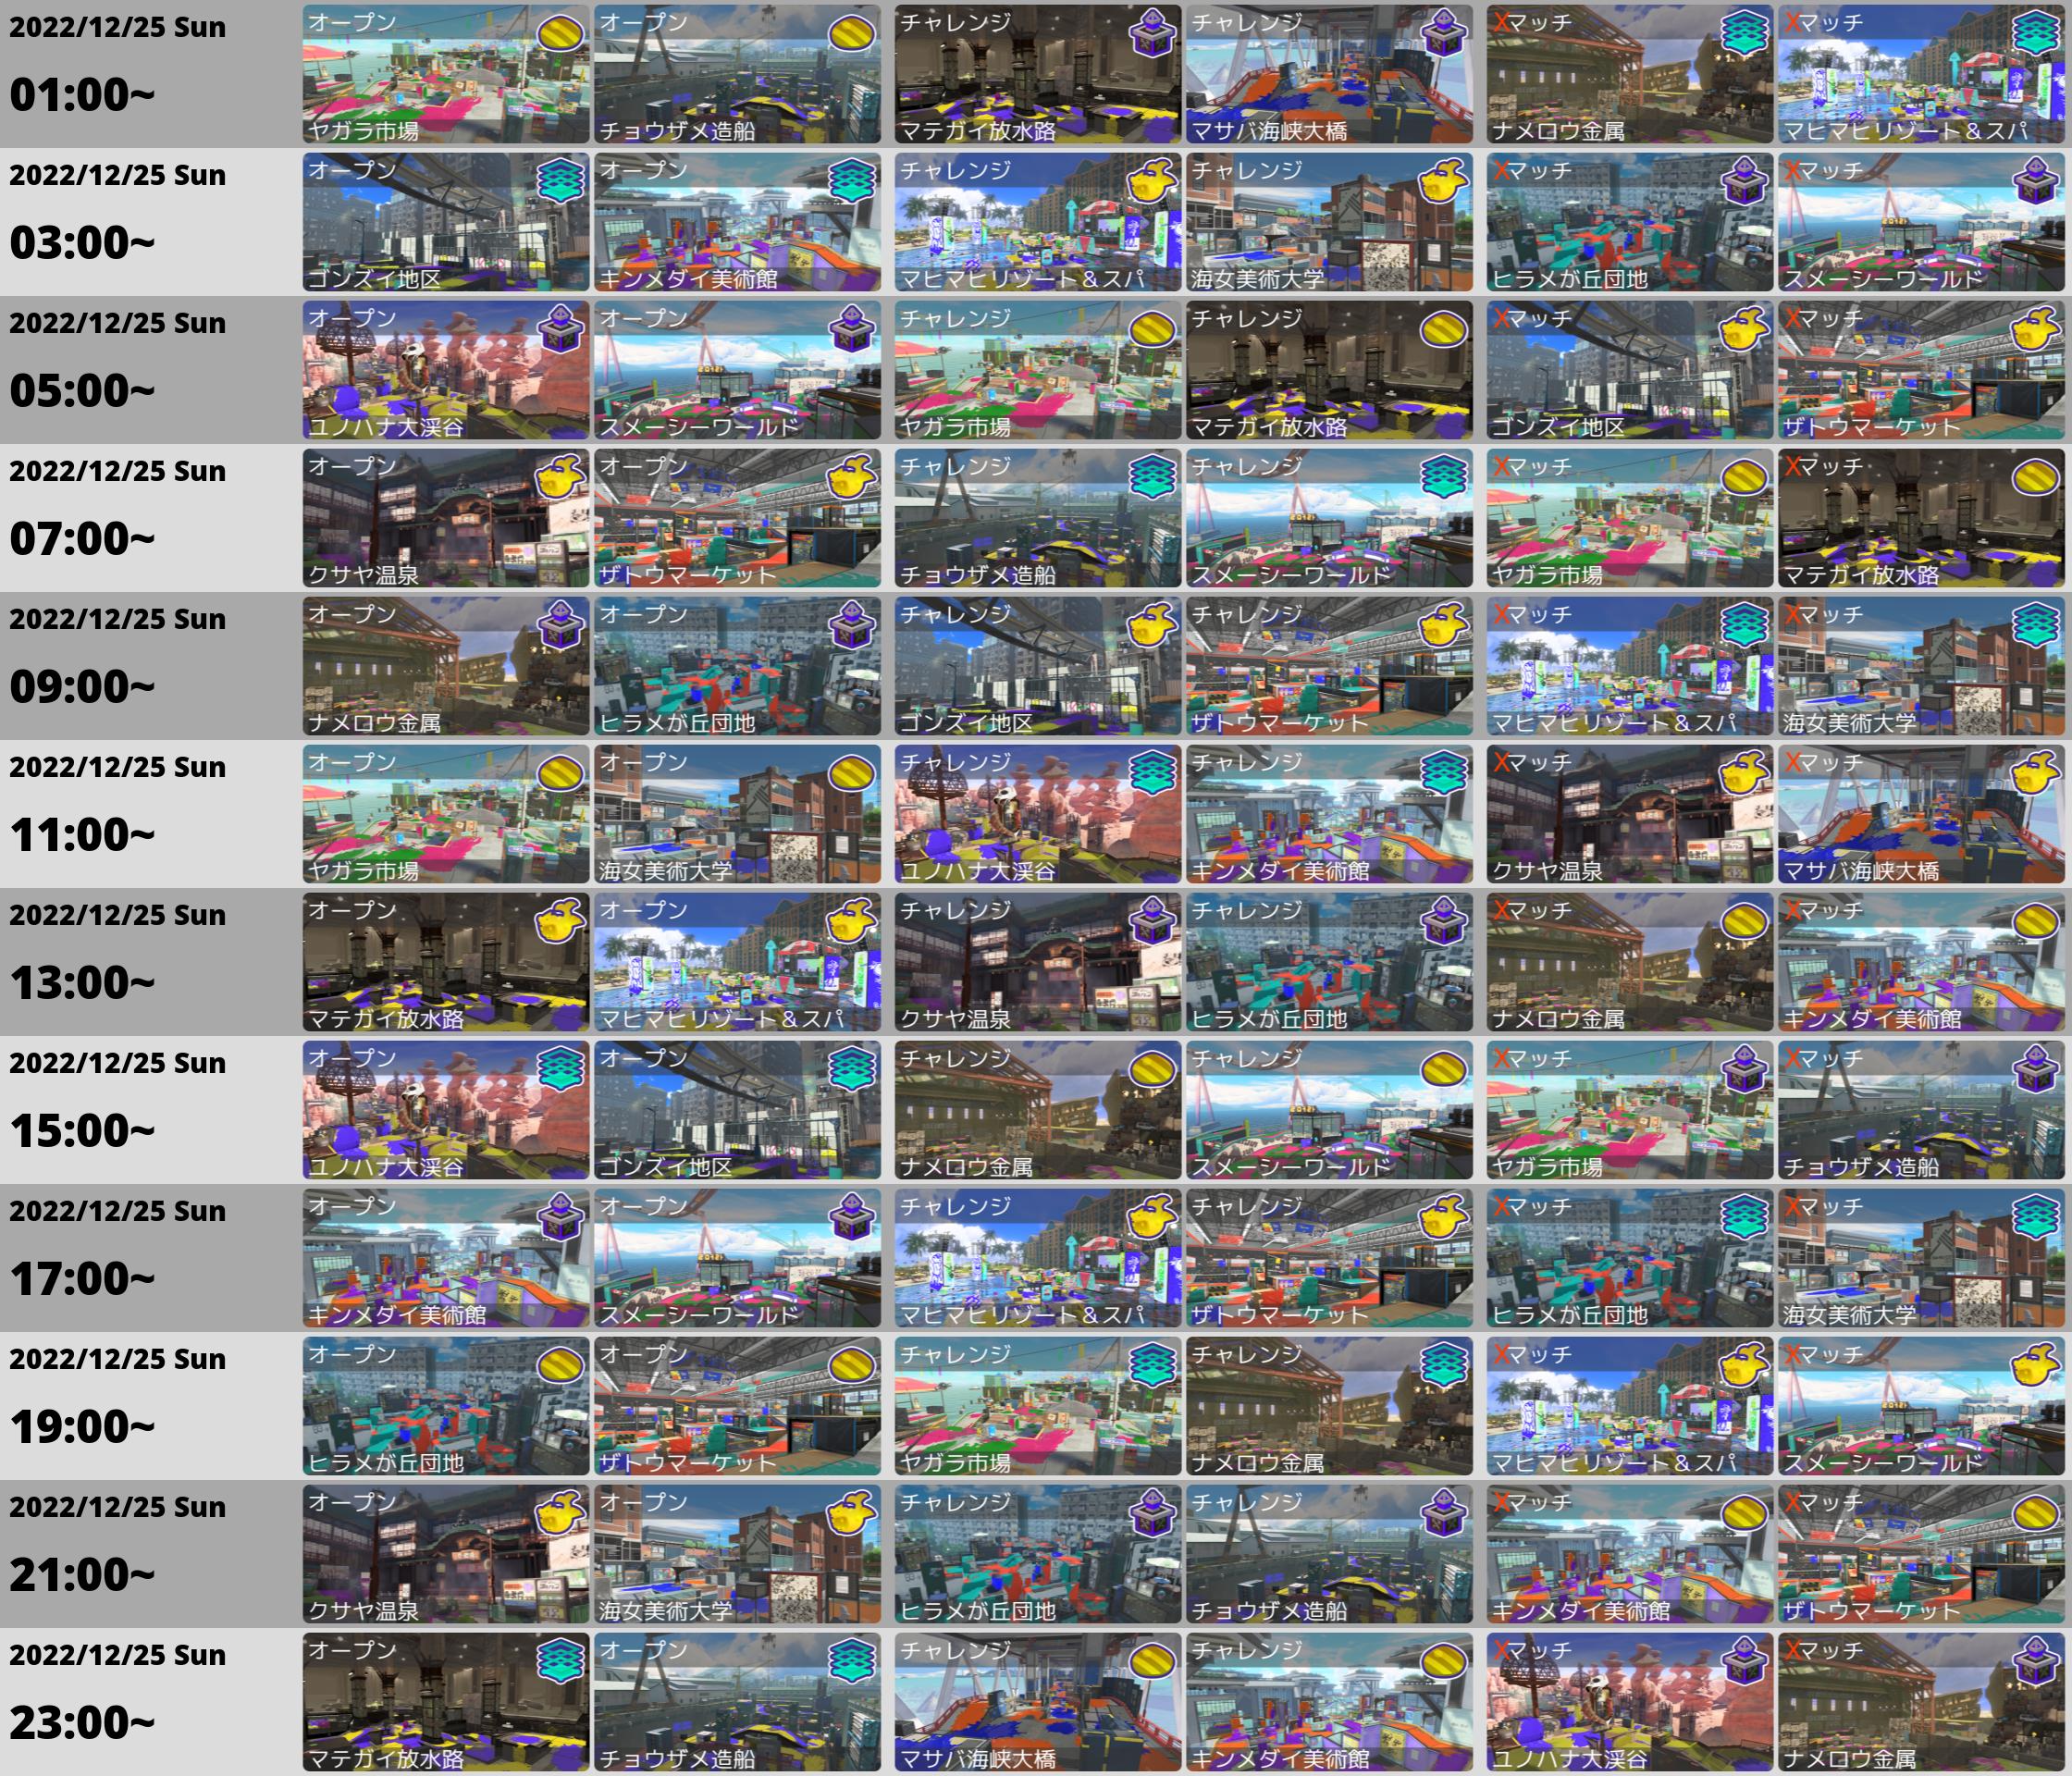 2022/12/25 Sun
01:00~
オープン
ヤガラ市場
オープン
チョウザメ造船
チャレンジ
マテガイ放水路
チャレンジ
マサバ海峡大橋
Xマッチ
ナメロウ金属
Xマッチ
マヒマヒリゾート＆スパ
2022/12/25 Sun
03:00~
オープン
ゴンズイ地区
オープン
キンメダイ美術館
チャレンジ
マヒマヒリゾート＆スパ
チャレンジ
海女美術大学
Xマッチ
ヒラメが丘団地
Xマッチ
スメーシーワールド
2022/12/25 Sun
05:00~
オープン
ユノハナ大渓谷
オープン
スメーシーワールド
チャレンジ
ヤガラ市場
チャレンジ
マテガイ放水路
Xマッチ
ゴンズイ地区
Xマッチ
ザトウマーケット
2022/12/25 Sun
07:00~
オープン
クサヤ温泉
オープン
ザトウマーケット
チャレンジ
チョウザメ造船
チャレンジ
スメーシーワールド
Xマッチ
ヤガラ市場
Xマッチ
マテガイ放水路
2022/12/25 Sun
09:00~
オープン
ナメロウ金属
オープン
ヒラメが丘団地
チャレンジ
ゴンズイ地区
チャレンジ
ザトウマーケット
Xマッチ
マヒマヒリゾート＆スパ
Xマッチ
海女美術大学
2022/12/25 Sun
11:00~
オープン
ヤガラ市場
オープン
海女美術大学
チャレンジ
ユノハナ大渓谷
チャレンジ
キンメダイ美術館
Xマッチ
クサヤ温泉
Xマッチ
マサバ海峡大橋
2022/12/25 Sun
13:00~
オープン
マテガイ放水路
オープン
マヒマヒリゾート＆スパ
チャレンジ
クサヤ温泉
チャレンジ
ヒラメが丘団地
Xマッチ
ナメロウ金属
Xマッチ
キンメダイ美術館
2022/12/25 Sun
15:00~
オープン
ユノハナ大渓谷
オープン
ゴンズイ地区
チャレンジ
ナメロウ金属
チャレンジ
スメーシーワールド
Xマッチ
ヤガラ市場
Xマッチ
チョウザメ造船
2022/12/25 Sun
17:00~
オープン
キンメダイ美術館
オープン
スメーシーワールド
チャレンジ
マヒマヒリゾート＆スパ
チャレンジ
ザトウマーケット
Xマッチ
ヒラメが丘団地
Xマッチ
海女美術大学
2022/12/25 Sun
19:00~
オープン
ヒラメが丘団地
オープン
ザトウマーケット
チャレンジ
ヤガラ市場
チャレンジ
ナメロウ金属
Xマッチ
マヒマヒリゾート＆スパ
Xマッチ
スメーシーワールド
2022/12/25 Sun
21:00~
オープン
クサヤ温泉
オープン
海女美術大学
チャレンジ
ヒラメが丘団地
チャレンジ
チョウザメ造船
Xマッチ
キンメダイ美術館
Xマッチ
ザトウマーケット
2022/12/25 Sun
23:00~
オープン
マテガイ放水路
オープン
チョウザメ造船
チャレンジ
マサバ海峡大橋
チャレンジ
キンメダイ美術館
Xマッチ
ユノハナ大渓谷
Xマッチ
ナメロウ金属